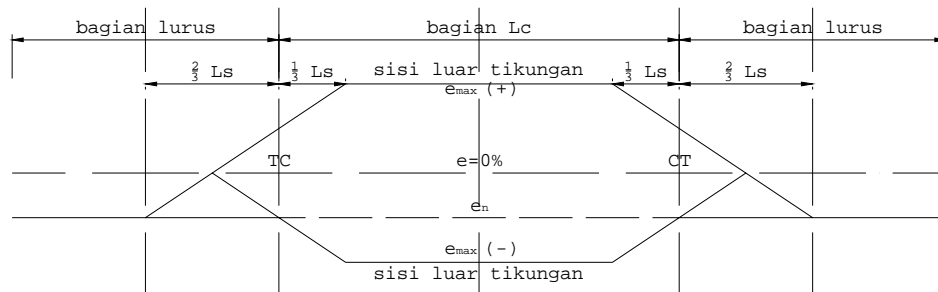 bagian lurus
bagian Lc
bagian lurus
2/3 Ls
1/3 Ls
sisi luar tikungan
1/3 Ls
2/3 Ls
emax (+)
TC
e=0%
CT
en
emax (-)
sisi luar tikungan